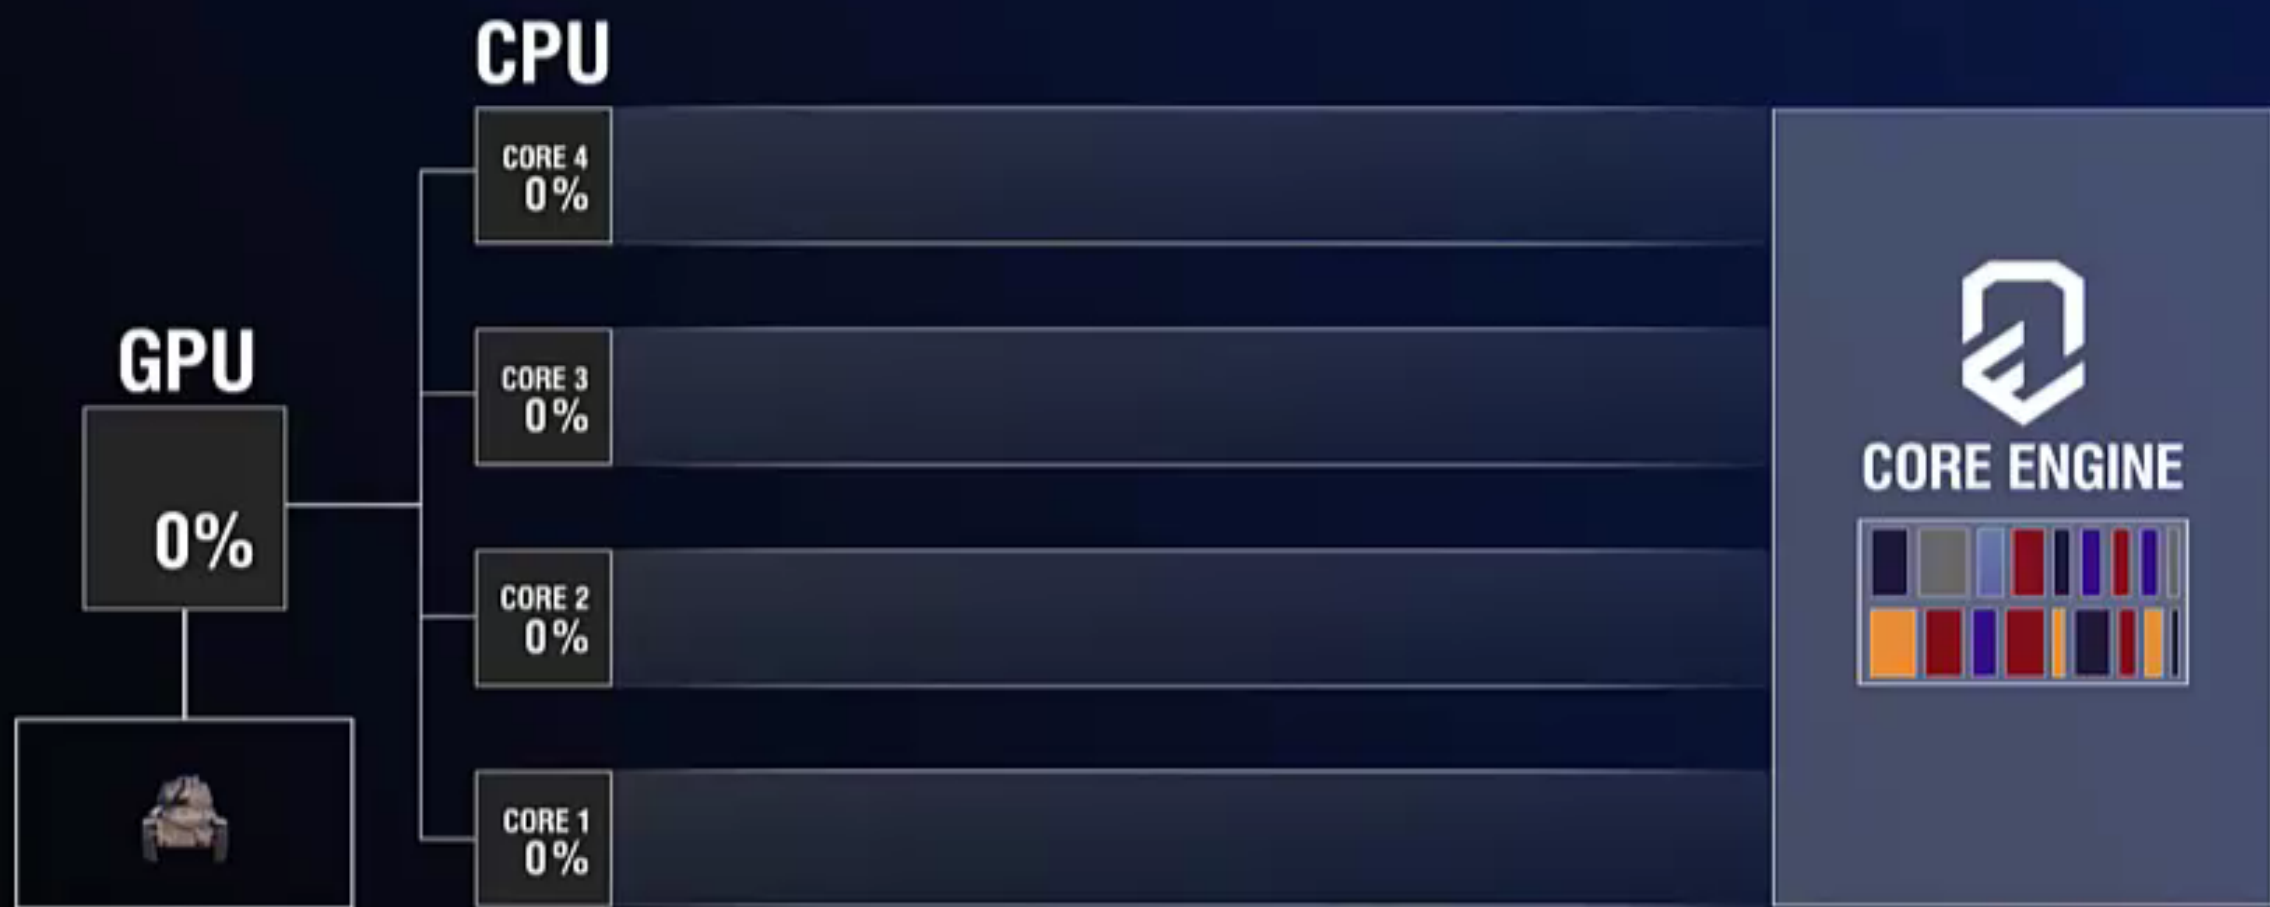 CPU
CORE 4
0%
CORE 3
0%
GPU
0%
CORE ENGINE
CORE 2
0%
CORE 1
0%